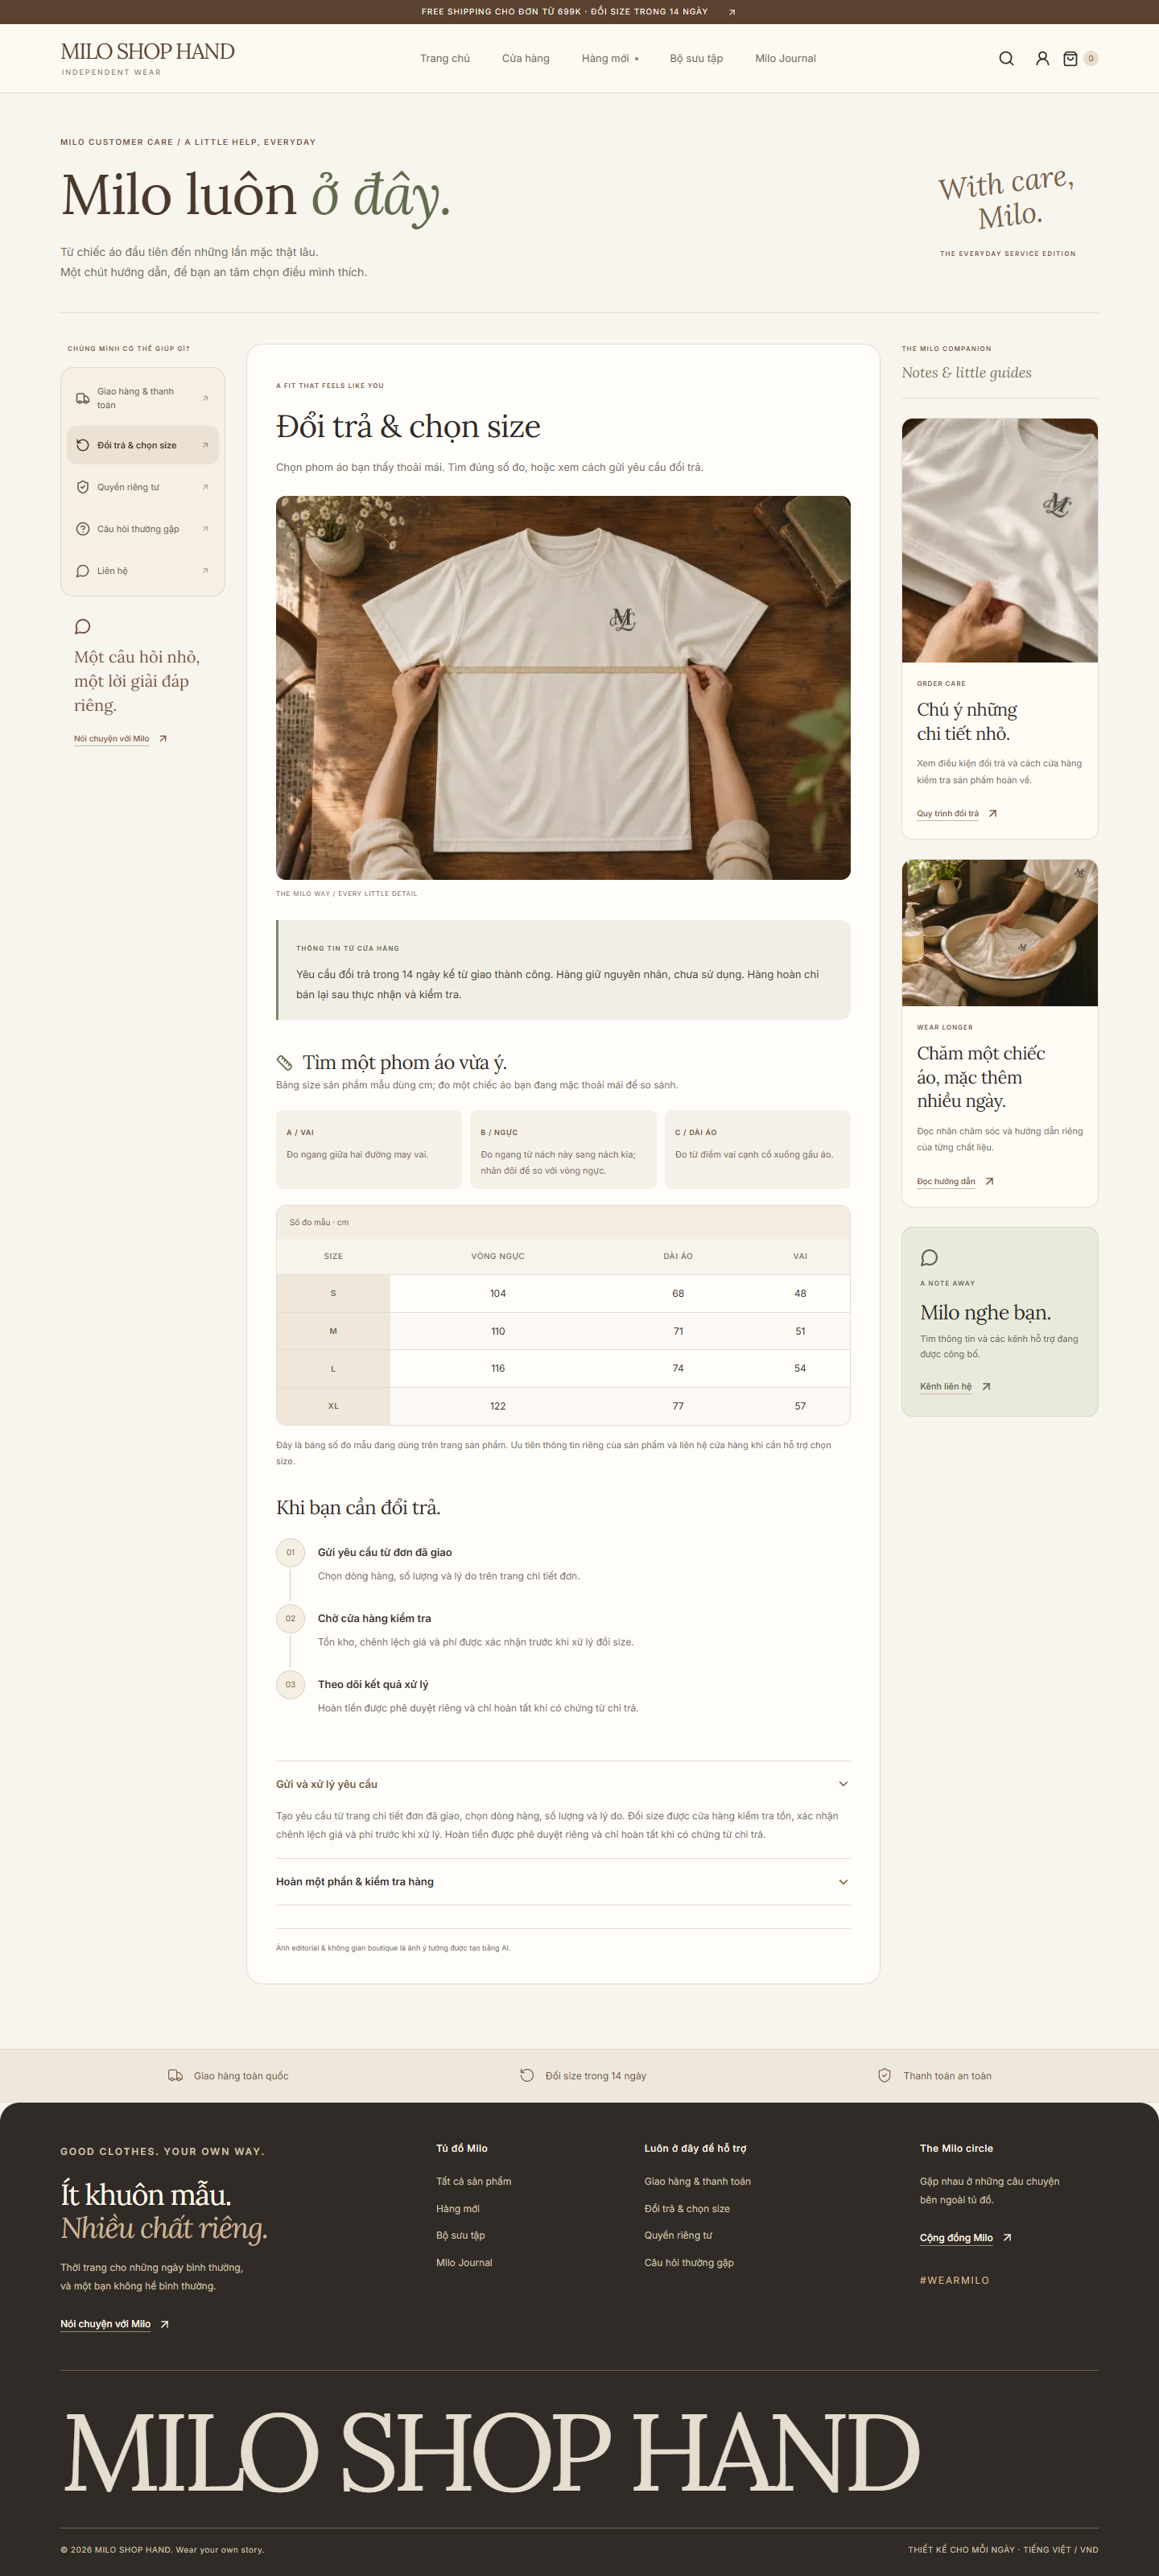 FREE SHIPPING CHO ĐƠN TỪ 699K · ĐỔI SIZE TRONG 14 NGÀY
MILO SHOP HAND
INDEPENDENT WEAR
Trang chủ
Cửa hàng
Hàng mới
Bộ sưu tập
Milo Journal
0
MILO CUSTOMER CARE / A LITTLE HELP, EVERYDAY
Milo luôn ở đây.
Từ chiếc áo đầu tiên đến những lần mặc thật lâu.
Một chút hướng dẫn, để bạn an tâm chọn điều mình thích.
With care,
Milo.
THE EVERYDAY SERVICE EDITION
CHÚNG MÌNH CÓ THỂ GIÚP GÌ?
Giao hàng & thanh
toán
Đổi trả & chọn size
Quyền riêng tư
Câu hỏi thường gặp
Liên hệ
Một câu hỏi nhỏ,
một lời giải đáp
riêng.
Nói chuyện với Milo
A FIT THAT FEELS LIKE YOU
Đổi trả & chọn size
Chọn phom áo bạn thấy thoải mái. Tìm đúng số đo, hoặc xem cách gửi yêu cầu đổi trả.
THE MILO WAY / EVERY LITTLE DETAIL
THÔNG TIN TỪ CỬA HÀNG
Yêu cầu đổi trả trong 14 ngày kể từ giao thành công. Hàng giữ nguyên nhãn, chưa sử dụng. Hàng hoàn chỉ
bán lại sau thực nhận và kiểm tra.
Tìm một phom áo vừa ý.
Bảng size sản phẩm mẫu dùng cm; đo một chiếc áo bạn đang mặc thoải mái để so sánh.
A / VAI
Đo ngang giữa hai đường may vai.
B / NGỰC
Đo ngang từ nách này sang nách kia;
nhân đôi để so với vòng ngực.
C / DÀI ÁO
Đo từ điểm vai cạnh cổ xuống gấu áo.
Số đo mẫu · cm
SIZE VÒNG NGỰC DÀI ÁO VAI
S 104 68 48
M 110 71 51
L 116 74 54
XL 122 77 57
Đây là bảng số đo mẫu đang dùng trên trang sản phẩm. Ưu tiên thông tin riêng của sản phẩm và liên hệ cửa hàng khi cần hỗ trợ chọn
size.
Khi bạn cần đổi trả.
01
Gửi yêu cầu từ đơn đã giao
Chọn dòng hàng, số lượng và lý do trên trang chi tiết đơn.
02
Chờ cửa hàng kiểm tra
Tồn kho, chênh lệch giá và phí được xác nhận trước khi xử lý đổi size.
03
Theo dõi kết quả xử lý
Hoàn tiền được phê duyệt riêng và chỉ hoàn tất khi có chứng từ chi trả.
Gửi và xử lý yêu cầu
Tạo yêu cầu từ trang chi tiết đơn đã giao, chọn dòng hàng, số lượng và lý do. Đổi size được cửa hàng kiểm tra tồn, xác nhận
chênh lệch giá và phí trước khi xử lý. Hoàn tiền được phê duyệt riêng và chỉ hoàn tất khi có chứng từ chi trả.
Hoàn một phần & kiểm tra hàng
Ảnh editorial & không gian boutique là ảnh ý tưởng được tạo bằng AI.
THE MILO COMPANION
Notes & little guides
ORDER CARE
Chú ý những
chi tiết nhỏ.
Xem điều kiện đổi trả và cách cửa hàng
kiểm tra sản phẩm hoàn về.
Quy trình đổi trả
WEAR LONGER
Chăm một chiếc
áo, mặc thêm
nhiều ngày.
Đọc nhãn chăm sóc và hướng dẫn riêng
của từng chất liệu.
Đọc hướng dẫn
A NOTE AWAY
Milo nghe bạn.
Tìm thông tin và các kênh hỗ trợ đang
được công bố.
Kênh liên hệ
Giao hàng toàn quốc
Đổi size trong 14 ngày
Thanh toán an toàn
GOOD CLOTHES. YOUR OWN WAY.
Ít khuôn mẫu.
Nhiều chất riêng.
Thời trang cho những ngày bình thường,
và một bạn không hề bình thường.
Nói chuyện với Milo
Tủ đồ Milo
Tất cả sản phẩm
Hàng mới
Bộ sưu tập
Milo Journal
Luôn ở đây để hỗ trợ
Giao hàng & thanh toán
Đổi trả & chọn size
Quyền riêng tư
Câu hỏi thường gặp
The Milo circle
Gặp nhau ở những câu chuyện
bên ngoài tủ đồ.
Cộng đồng Milo
#WEARMILO
MILO SHOP HAND
© 2026 MILO SHOP HAND. Wear your own story.
THIẾT KẾ CHO MỖI NGÀY · TIẾNG VIỆT / VND